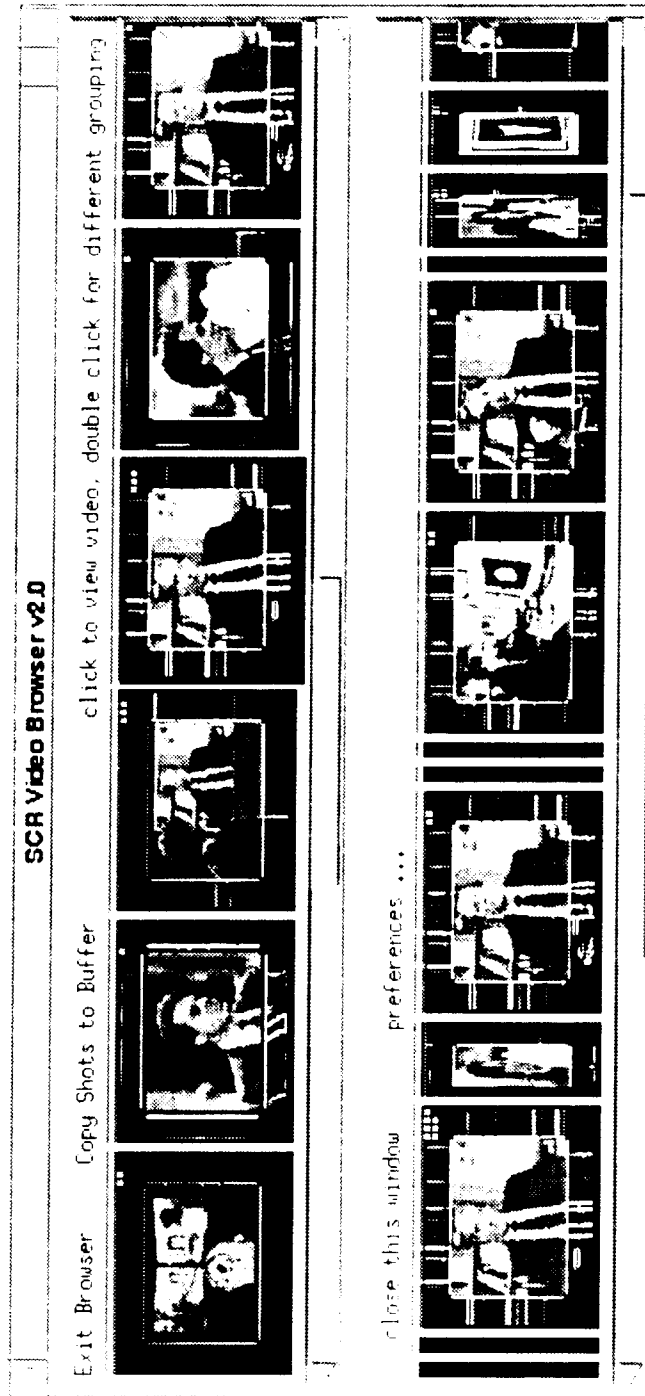 SCR Video Browser v2.0
Exit Browser Copy Shots to Buffer click to view video, double click for different grouping
close this window preferences ...